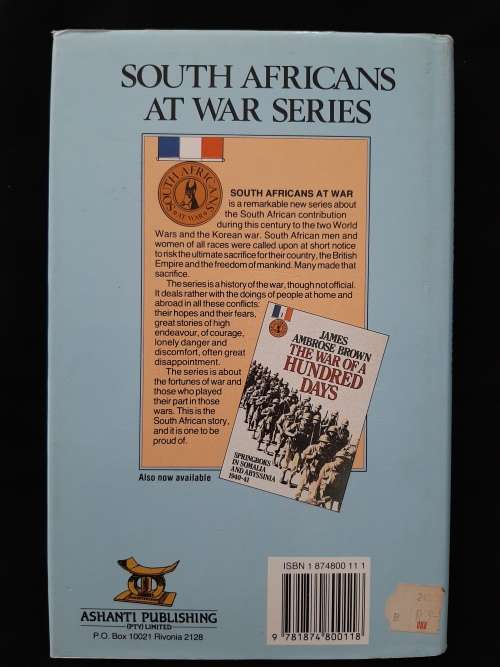 SOUTH AFRICANS
AT WAR SERIES
SOUTH AFRICANS
AT WAR
SOUTH AFRICANS AT WAR
is a remarkable new series about
the South African contribution
during this century to the two World
Wars and the Korean war. South African men and
women of all races were called upon at short notice
to risk the ultimate sacrifice for their country, the British
Empire and the freedom of mankind. Many made that
sacrifice.
The series is a history of the war, though not official.
It deals rather with the doings of people at home and
abroad in all these conflicts:
their hopes and their fears,
great stories of high
endeavour, of courage,
lonely danger and
discomfort, often great
disappointment.
The series is about
the fortunes of war and
those who played
their part in those
wars. This is the
South African story,
and it is one to be
proud of.
JAMES
AMBROSE BROWN
THE WAR OF A
HUNDRED
DAYS
SPRINGBOKS
IN SOMALIA
AND ABYSSINIA
1940-41
Also now available
ASHANTI PUBLISHING
(PTY) LIMITED
P.O. Box 10021 Rivonia 2128
ISBN 1 874800 11 1
9 781874 800118